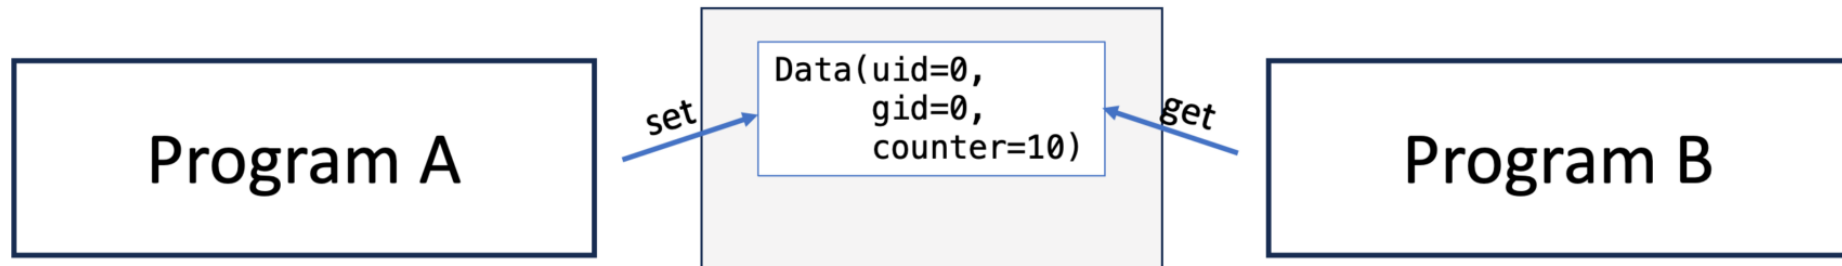 Program A
set
Data(uid=0,
     gid=0,
     counter=10)
get
Program B